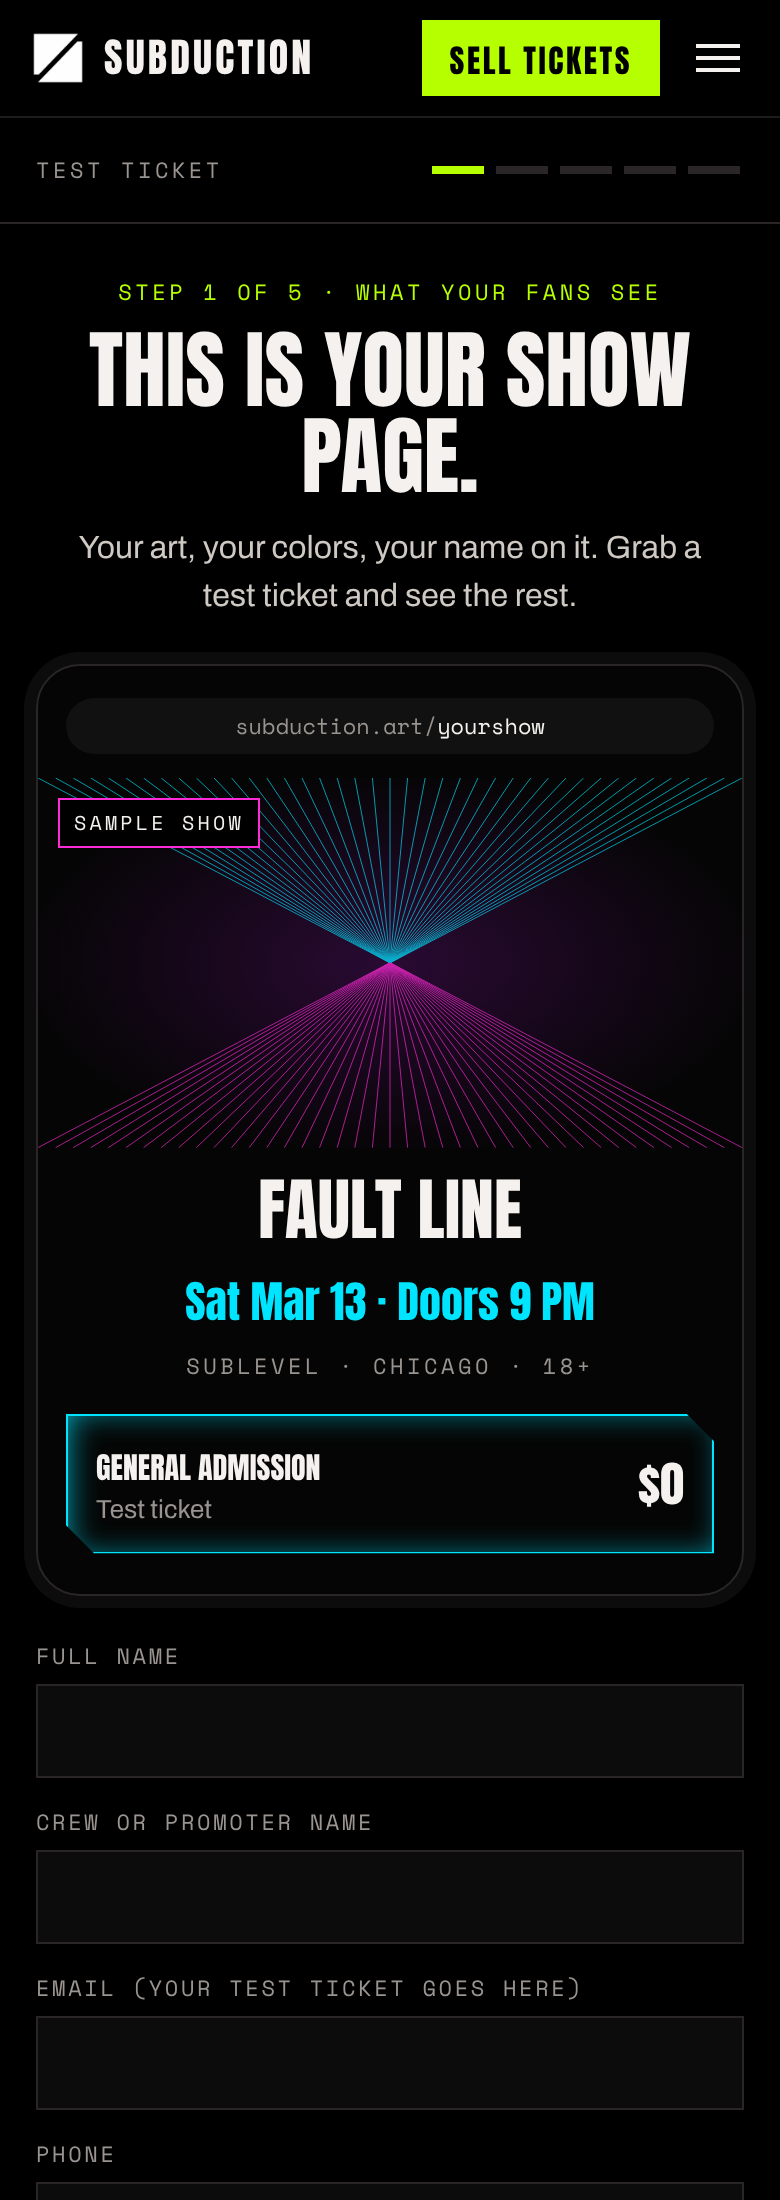 SUBDUCTION
SELL TICKETS
TEST TICKET
STEP 1 OF 5 · WHAT YOUR FANS SEE
THIS IS YOUR SHOW
PAGE.
Your art, your colors, your name on it. Grab a
test ticket and see the rest.
subduction.art/yourshow
SAMPLE SHOW
FAULT LINE
Sat Mar 13 · Doors 9 PM
SUBLEVEL · CHICAGO · 18+
GENERAL ADMISSION
Test ticket
$0
FULL NAME
CREW OR PROMOTER NAME
EMAIL (YOUR TEST TICKET GOES HERE)
PHONE